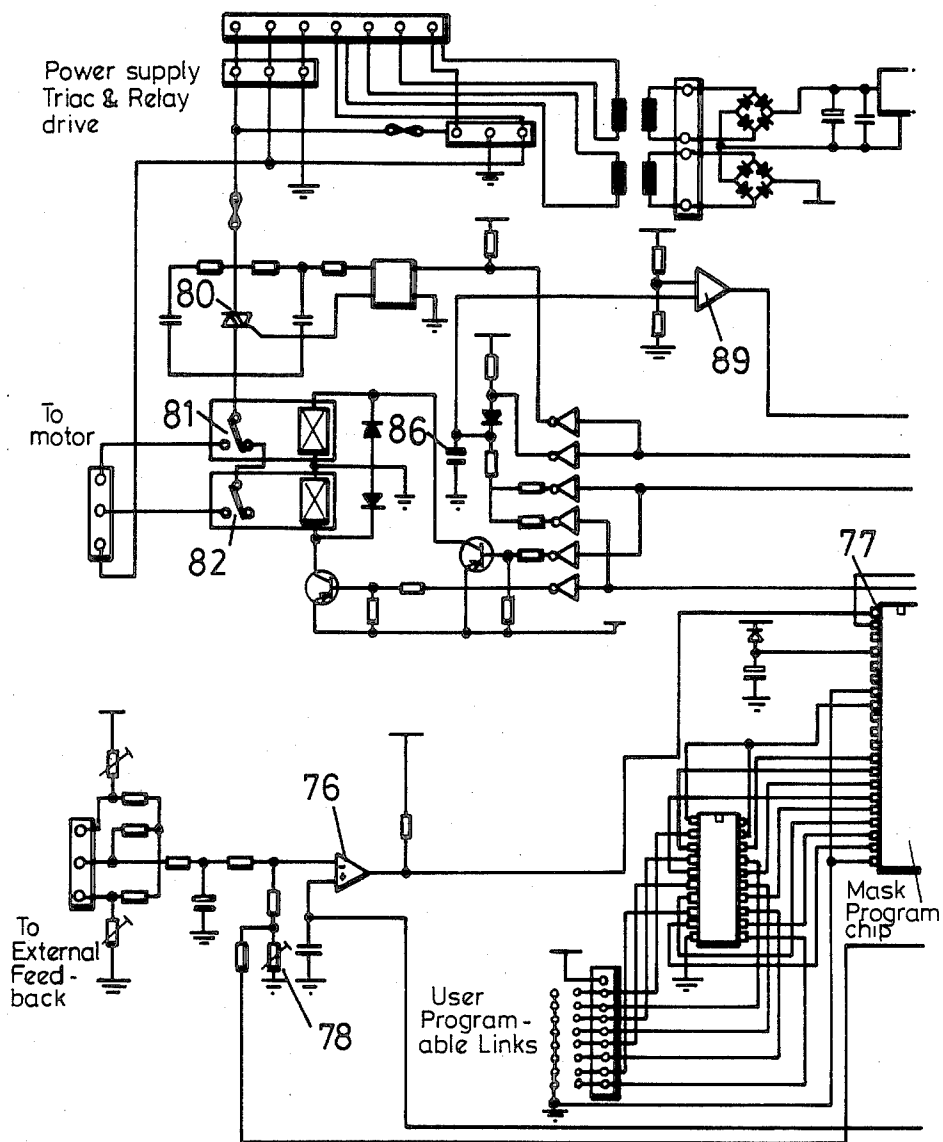 Power supply
Triac & Relay
drive
80
89
To
motor
81
86
82
77
76
Mask
Program
chip
To
External
Feed-
back
78
User
Program-
able Links